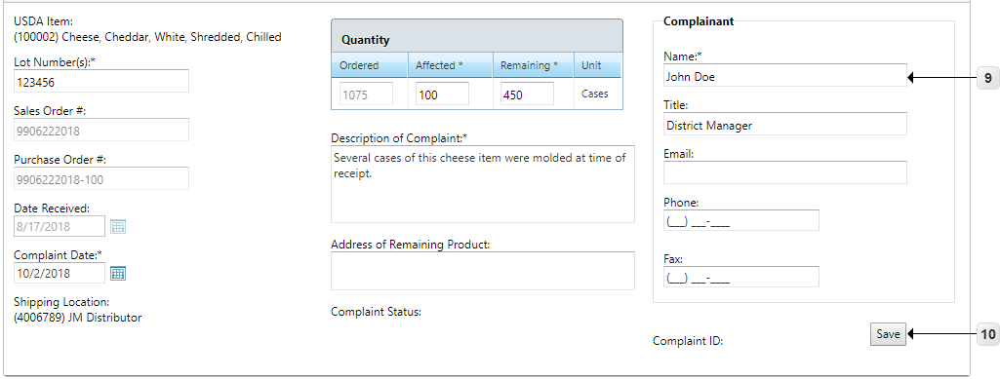 USDA Item:
(100002) Cheese, Cheddar, White, Shredded, Chilled
Lot Number(s):*
123456
Sales Order #:
9906222018
Purchase Order #:
9906222018-100
Date Received:
8/17/2018
Complaint Date:*
10/2/2018
Shipping Location:
(4006789) JM Distributor
Quantity
Ordered Affected * Remaining * Unit
1075 100 450 Cases
Description of Complaint:*
Several cases of this cheese item were molded at time of
receipt.
Address of Remaining Product:
Complaint Status:
Complainant
Name:*
John Doe
9
Title:
District Manager
Email:
Phone:
(___) ___-____
Fax:
(___) ___-____
Save
10
Complaint ID: